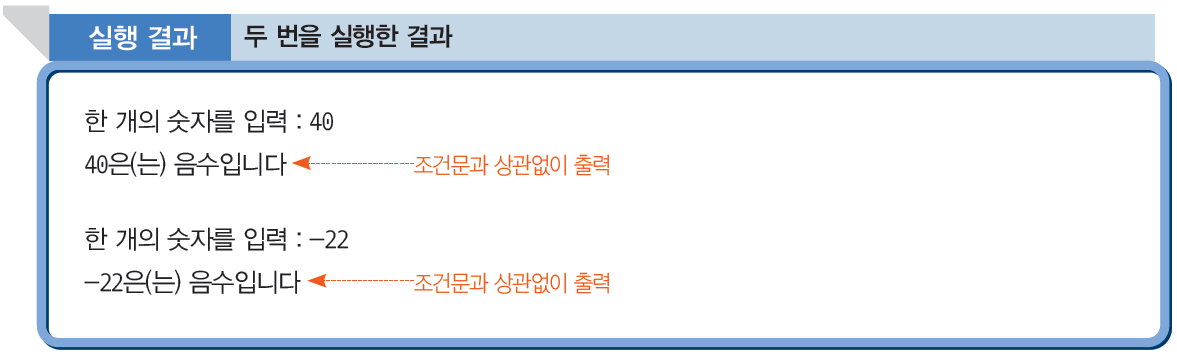 실행 결과 두 번을 실행한 결과
한 개의 숫자를 입력 : 40
40은(는) 음수입니다 조건문과 상관없이 출력
한 개의 숫자를 입력 : −22
−22은(는) 음수입니다 조건문과 상관없이 출력